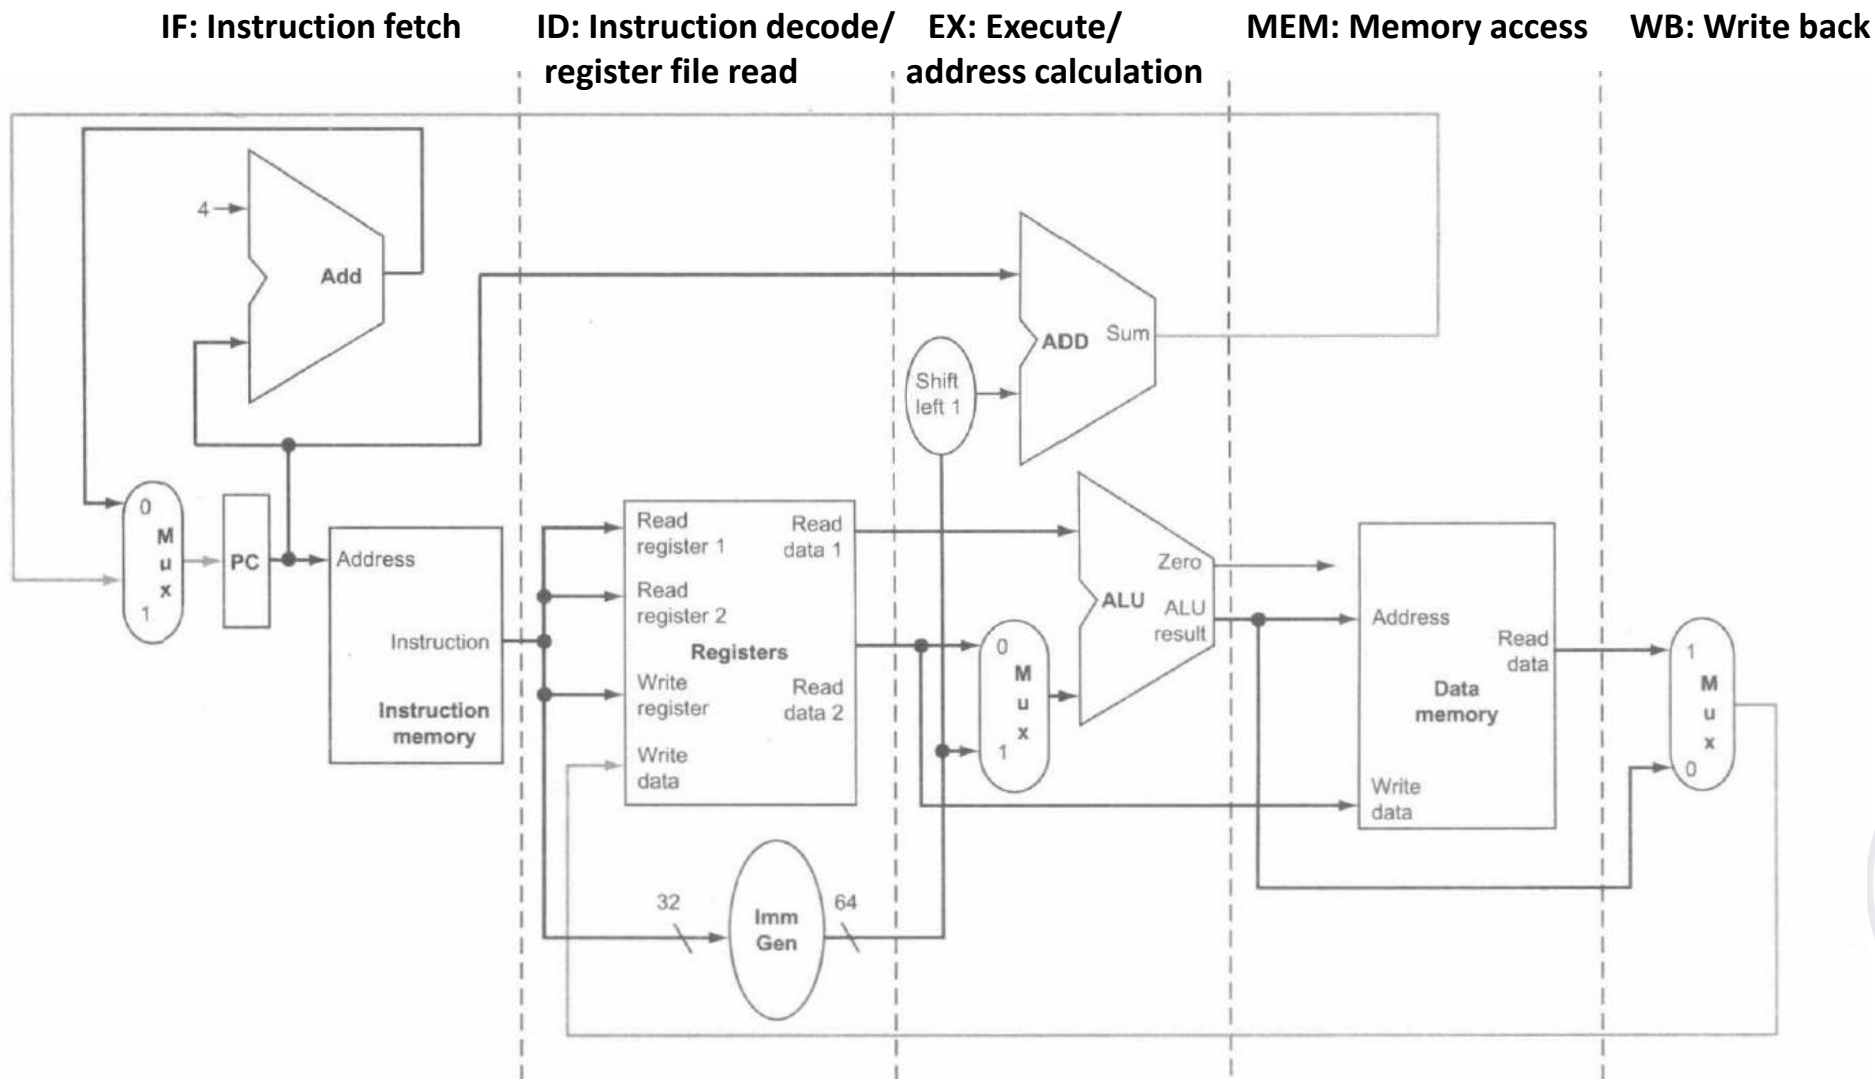 IF: Instruction fetch
ID: Instruction decode/
register file read
EX: Execute/
address calculation
MEM: Memory access
WB: Write back
4
Add
0
M
u
x
1
PC
Address
Instruction
Instruction
memory
Read
register 1
Read
register 2
Write
register
Write
data
Registers
Read
data 1
Read
data 2
32
Imm
Gen
64
Shift
left 1
ADD
Sum
0
M
u
x
1
ALU
Zero
ALU
result
Address
Write
data
Data
memory
Read
data
1
M
u
x
0